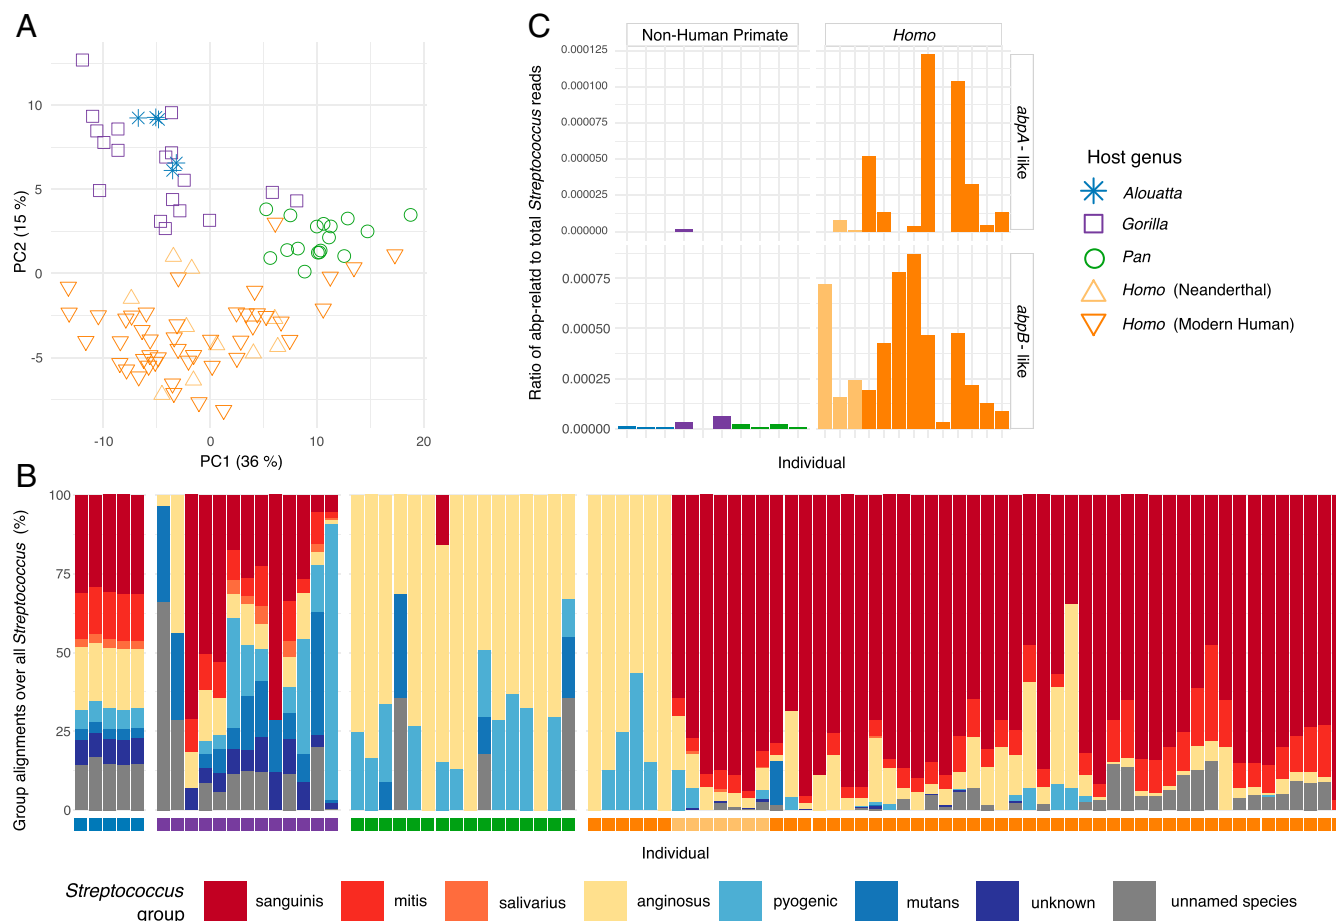 A
PC2 (15 %)
10
5
0
-5
-10
0
10
20
PC1 (36 %)
C
Non-Human Primate
Homo
Ratio of abp-relatd to total Streptococcus reads
0.000125
0.000100
0.000075
0.000050
0.000025
0.000000
abpA - like
0.00075
0.00050
0.00025
0.00000
abpB - like
Individual
Host genus
Alouatta
Gorilla
Pan
Homo (Neanderthal)
Homo (Modern Human)
B
Group alignments over all Streptococcus (%)
100
75
50
25
0
Individual
Streptococcus
group
sanguinis
mitis
salivarius
anginosus
pyogenic
mutans
unknown
unnamed species